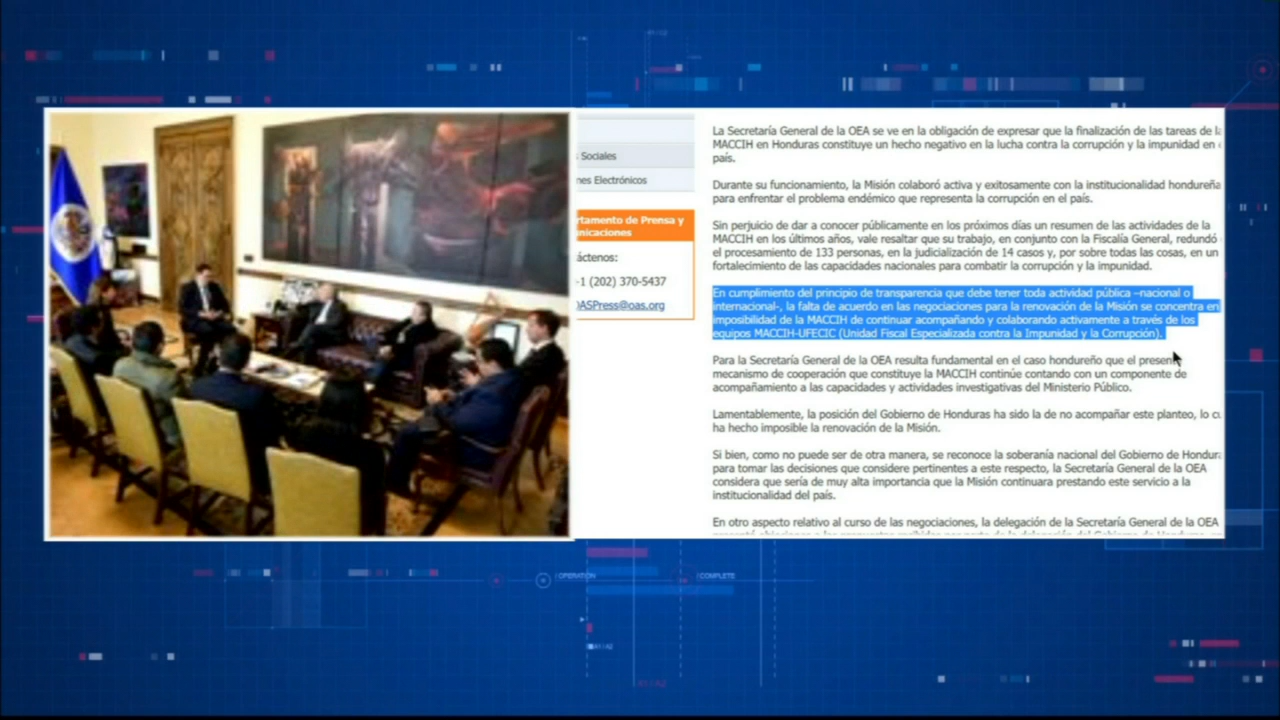 Sociales
nes Electrónicos
rtamento de Prensa y
unicaciones
áctenos:
-1 (202) 370-5437
OASPress@oas.org
La Secretaría General de la OEA se ve en la obligación de expresar que la finalización de las tareas de la
MACCIH en Honduras constituye un hecho negativo en la lucha contra la corrupción y la impunidad en
país.
Durante su funcionamiento, la Misión colaboró activa y exitosamente con la institucionalidad hondureña
para enfrentar el problema endémico que representa la corrupción en el país.
Sin perjuicio de dar a conocer públicamente en los próximos días un resumen de las actividades de la
MACCIH en los últimos años, vale resaltar que su trabajo, en conjunto con la Fiscalía General, redundó
el procesamiento de 133 personas, en la judicialización de 14 casos y, por sobre todas las cosas, en un
fortalecimiento de las capacidades nacionales para combatir la corrupción y la impunidad.
En cumplimiento del principio de transparencia que debe tener toda actividad pública –nacional o
internacional-, la falta de acuerdo en las negociaciones para la renovación de la Misión se concentra en
imposibilidad de la MACCIH de continuar acompañando y colaborando activamente a través de los
equipos MACCIH-UFECIC (Unidad Fiscal Especializada contra la Impunidad y la Corrupción).
Para la Secretaría General de la OEA resulta fundamental en el caso hondureño que el present
mecanismo de cooperación que constituye la MACCIH continúe contando con un componente de
acompañamiento a las capacidades y actividades investigativas del Ministerio Público.
Lamentablemente, la posición del Gobierno de Honduras ha sido la de no acompañar este planteo, lo cu
ha hecho imposible la renovación de la Misión.
Si bien, como no puede ser de otra manera, se reconoce la soberanía nacional del Gobierno de Hondura
para tomar las decisiones que considere pertinentes a este respecto, la Secretaría General de la OEA
considera que sería de muy alta importancia que la Misión continuara prestando este servicio a la
institucionalidad del país.
En otro aspecto relativo al curso de las negociaciones, la delegación de la Secretaría General de la OEA
OPERATION
COMPLETE